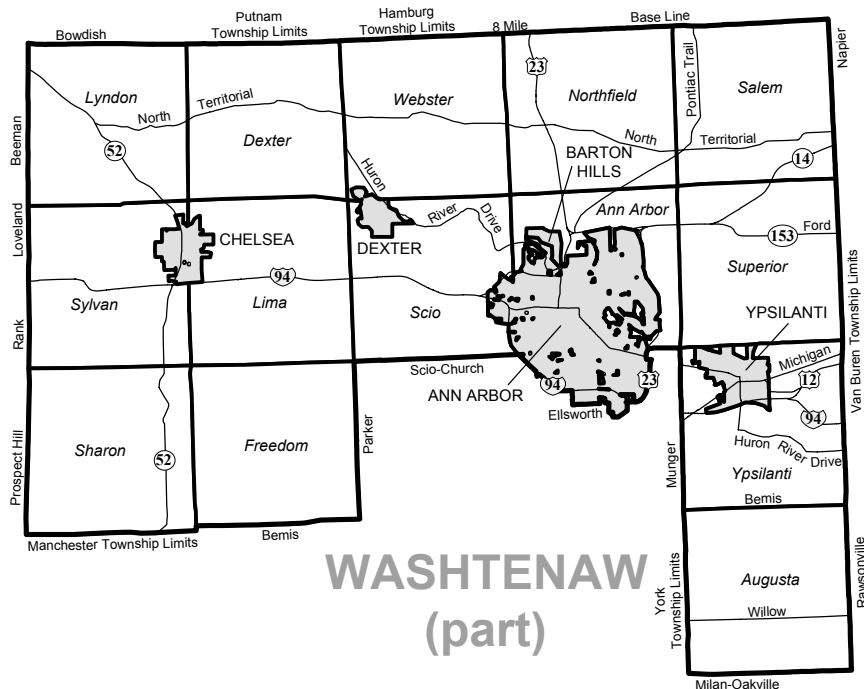 Putnam
Township Limits
Hamburg
Township Limits
Bowdish
8 Mile
Base Line
Napier
23
Pontiac Trail
Lyndon
Webster
Northfield
Salem
North
Territorial
Beeman
Dexter
North
Territorial
52
Huron
BARTON
HILLS
14
Loveland
River
Drive
Ann Arbor
CHELSEA
DEXTER
153
Ford
Superior
94
Sylvan
Lima
Scio
YPSILANTI
Rank
Van Buren Township Limits
Michigan
Scio-Church
94
23
12
ANN ARBOR
Ellsworth
94
Prospect Hill
Sharon
52
Freedom
Parker
Munger
Huron
River
Drive
Ypsilanti
Bemis
Manchester Township Limits
Bemis
WASHTENAW
(part)
York
Township Limits
Augusta
Rawsonville
Willow
Milan-Oakville